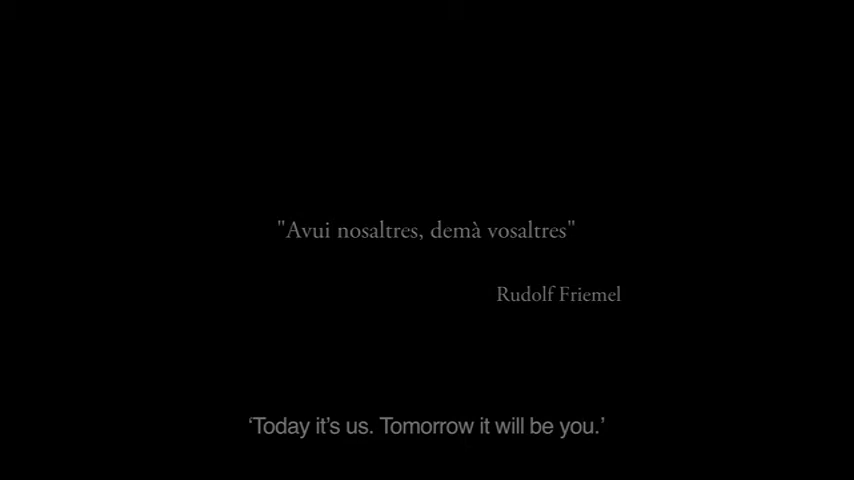 "Avui nosaltres, demà vosaltres"
Rudolf Friemel
‘Today it’s us. Tomorrow it will be you.’